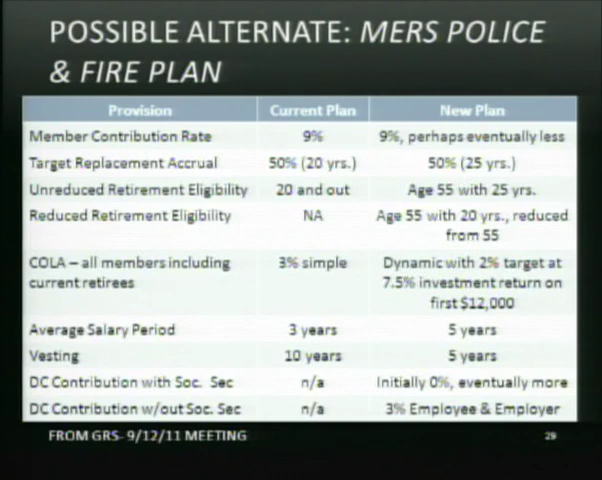 POSSIBLE ALTERNATE: MERS POLICE
& FIRE PLAN
Provision Current Plan New Plan
Member Contribution Rate 9% 9%, perhaps eventually less
Target Replacement Accrual 50% (20 yrs.) 50% (25 yrs.)
Unreduced Retirement Eligibility 20 and out Age 55 with 25 yrs.
Reduced Retirement Eligibility NA Age 55 with 20 yrs., reduced
from 55
COLA – all members including 3% simple Dynamic with 2% target at
current retirees 7.5% investment return on
first $12,000
Average Salary Period 3 years 5 years
Vesting 10 years 5 years
DC Contribution with Soc. Sec n/a Initially 0%, eventually more
DC Contribution w/out Soc. Sec n/a 3% Employee & Employer
FROM GRS- 9/12/11 MEETING 29